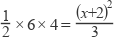 1/2 × 6 × 4 = (x+2)²/3